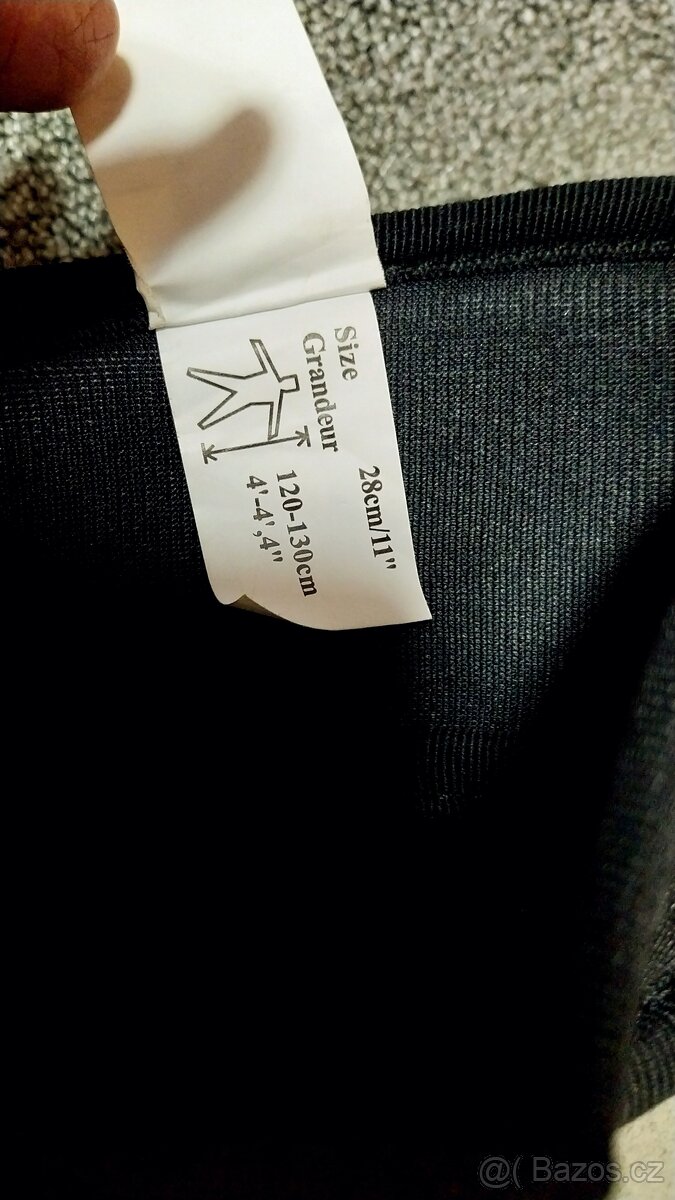 Size 28cm/11"
Grandeur
120-130cm
4'-4',4"
@( Bazos.cz